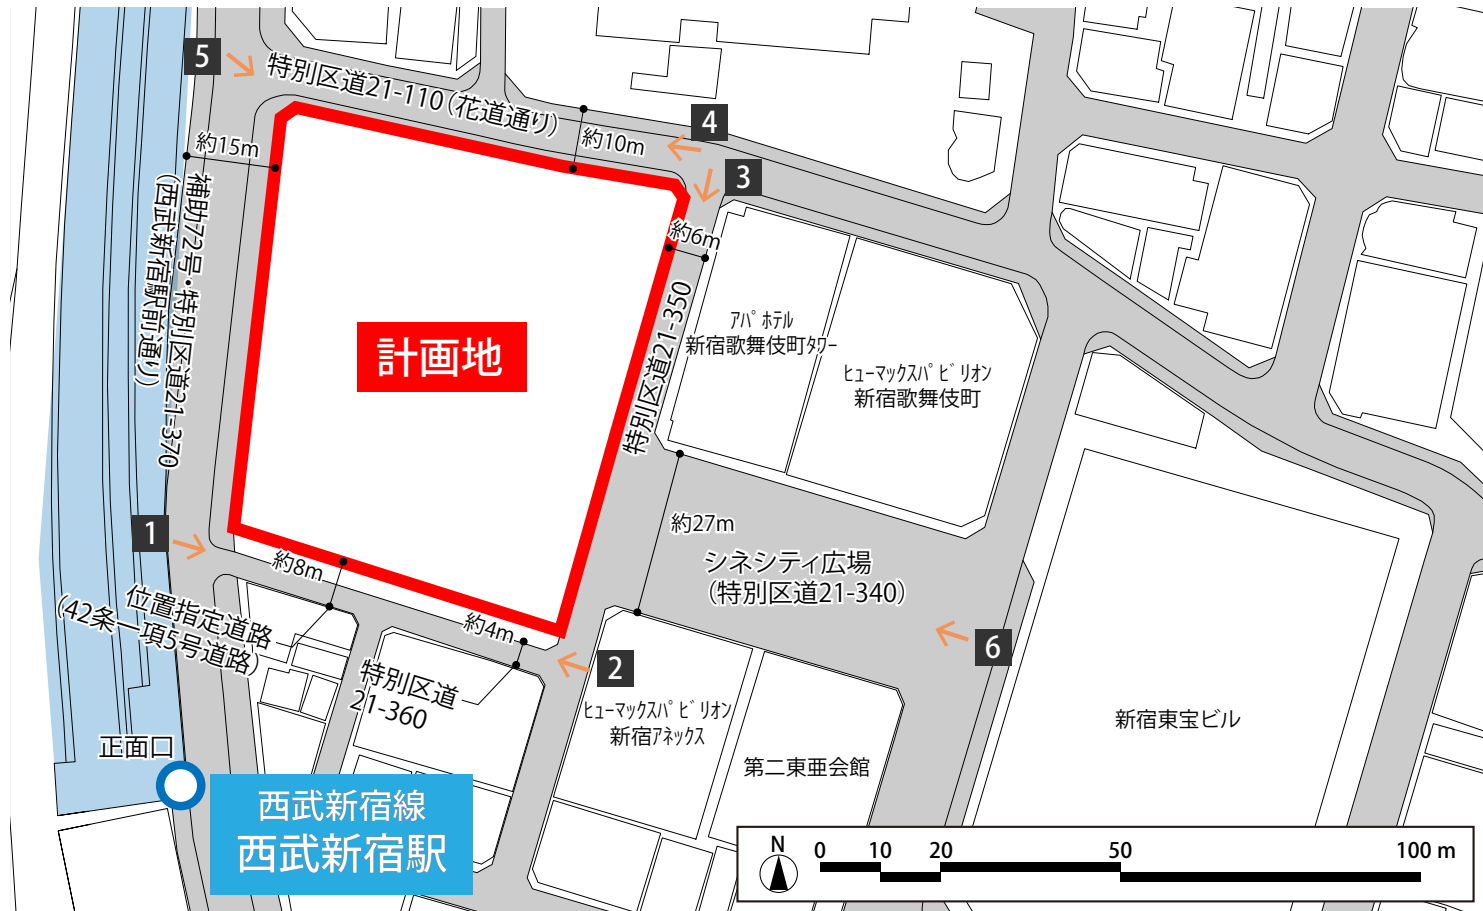 5
特別区道21-110（花道通り）
4
約10m
約15m
3
補助72号・特別区道21-370
（西武新宿駅前通り）
約6m
特別区道21-350
アパホテル
新宿歌舞伎町タワー
計画地
ヒューマックスパビリオン
新宿歌舞伎町
1
約27m
約8m
シネシティ広場
（特別区道21-340）
位置指定道路
（42条一項5号道路）
約4m
6
2
特別区道
21-360
ヒューマックスパビリオン
新宿アネックス
新宿東宝ビル
正面口
第二東亜会館
西武新宿線
西武新宿駅
N
0 10 20 50 100 m